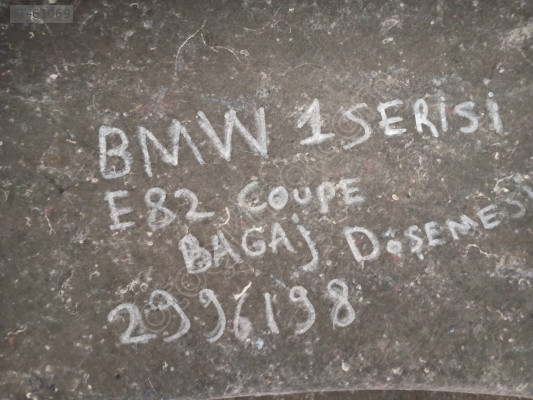 BMW 1 SERİSİ
E82 COUPE
BAGAJ DÖŞEMESİ
2996198